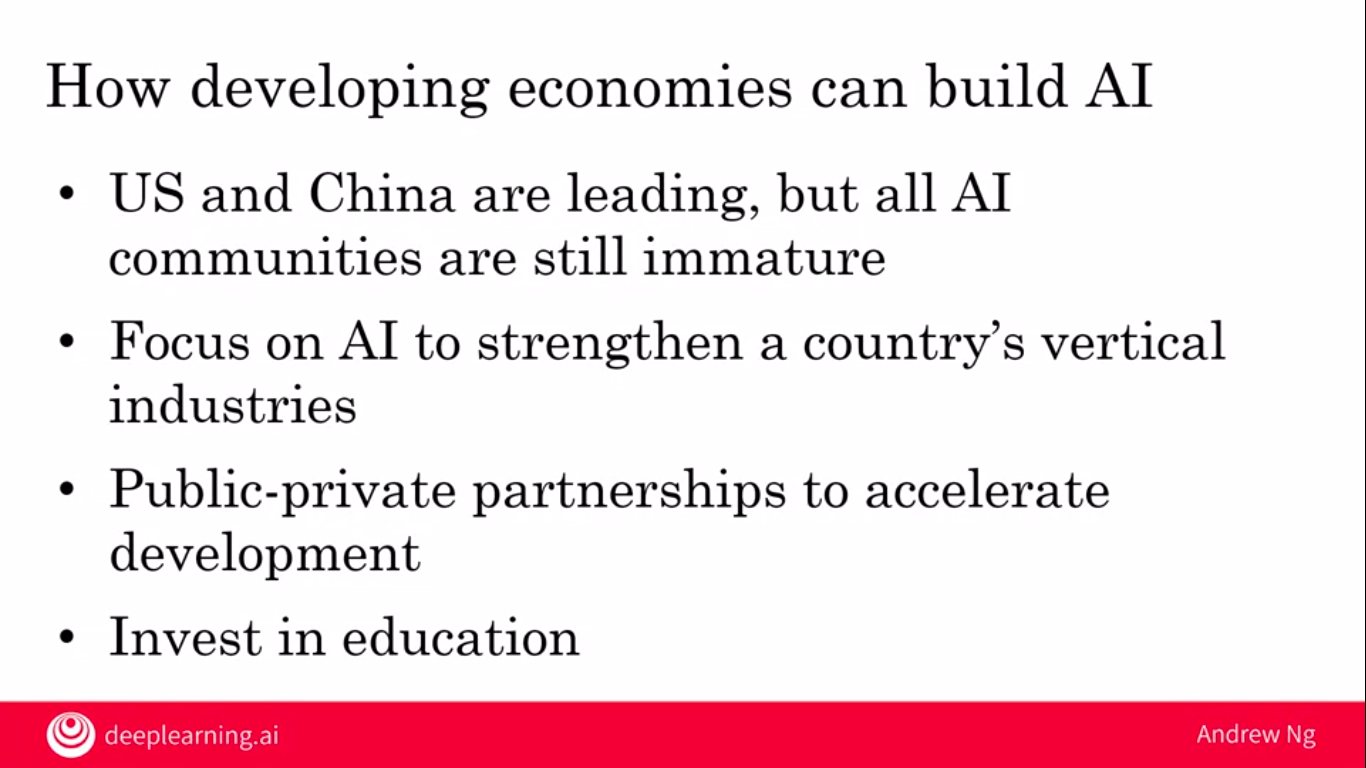 How developing economies can build AI
• US and China are leading, but all AI
communities are still immature
• Focus on AI to strengthen a country’s vertical
industries
• Public-private partnerships to accelerate
development
• Invest in education
deeplearning.ai
Andrew Ng